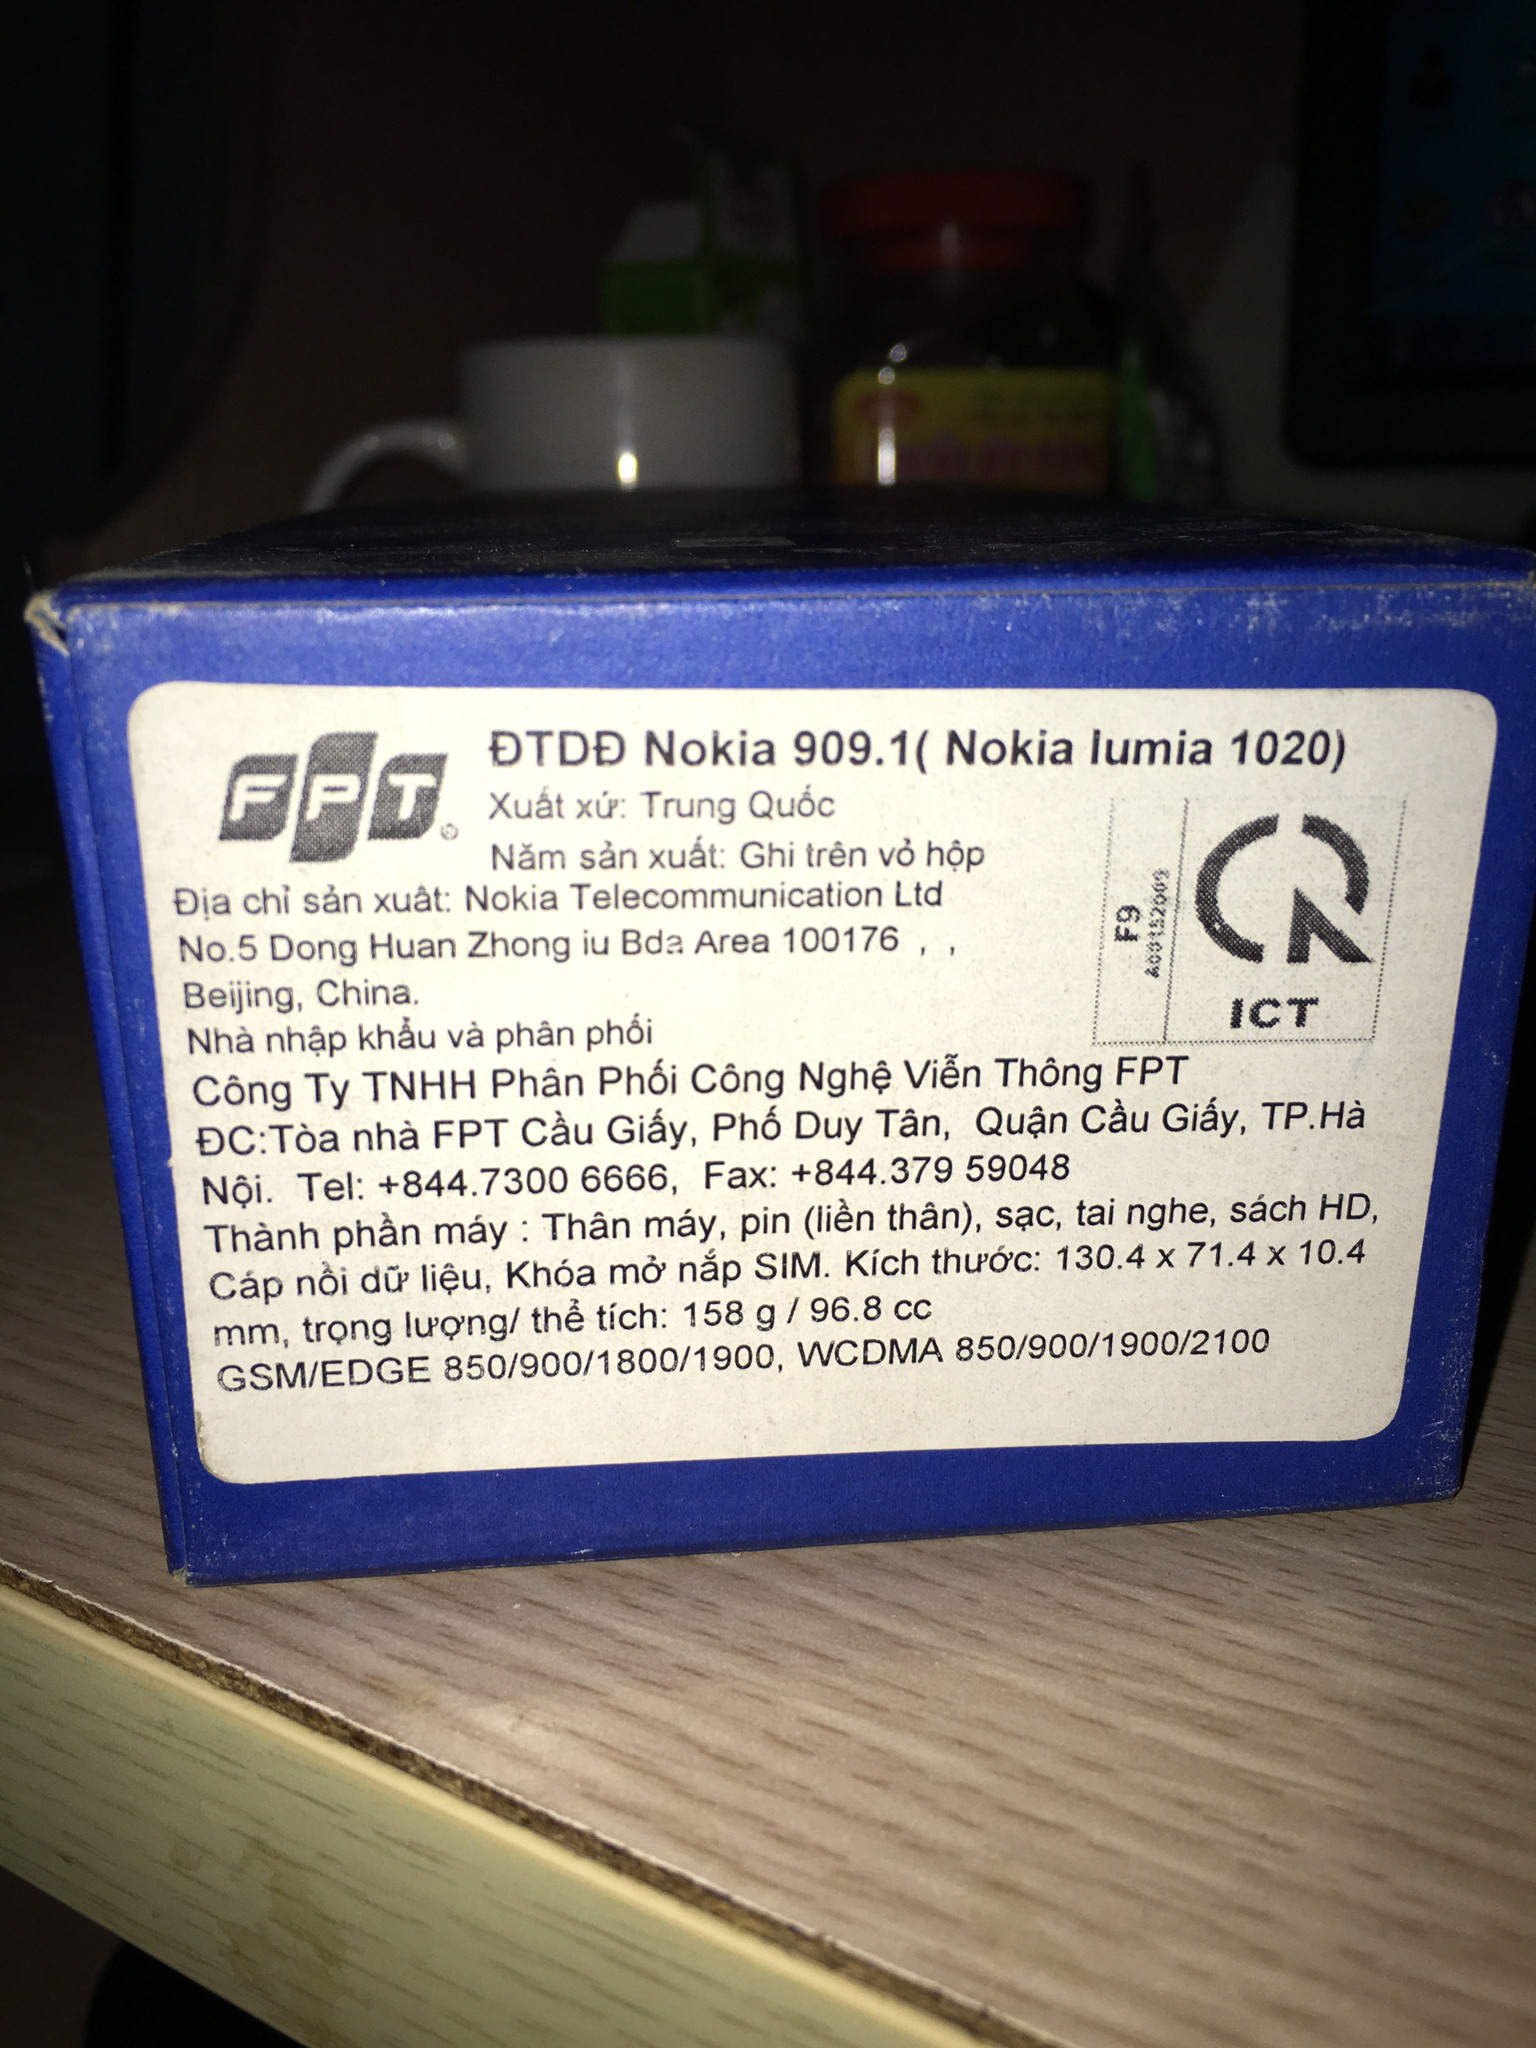 FPT
ĐTDĐ Nokia 909.1( Nokia lumia 1020)
Xuất xứ: Trung Quốc
Năm sản xuất: Ghi trên vỏ hộp
Địa chỉ sản xuât: Nokia Telecommunication Ltd
No.5 Dong Huan Zhong iu Bda Area 100176 , ,
Beijing, China.
F9
A00152009
ICT
Nhà nhập khẩu và phân phối
Công Ty TNHH Phân Phối Công Nghệ Viễn Thông FPT
ĐC:Tòa nhà FPT Cầu Giấy, Phố Duy Tân, Quận Cầu Giấy, TP.Hà
Nội. Tel: +844.7300 6666, Fax: +844.379 59048
Thành phần máy : Thân máy, pin (liền thân), sạc, tai nghe, sách HD,
Cáp nối dữ liệu, Khóa mở nắp SIM. Kích thước: 130.4 x 71.4 x 10.4
mm, trọng lượng/ thể tích: 158 g / 96.8 cc
GSM/EDGE 850/900/1800/1900, WCDMA 850/900/1900/2100